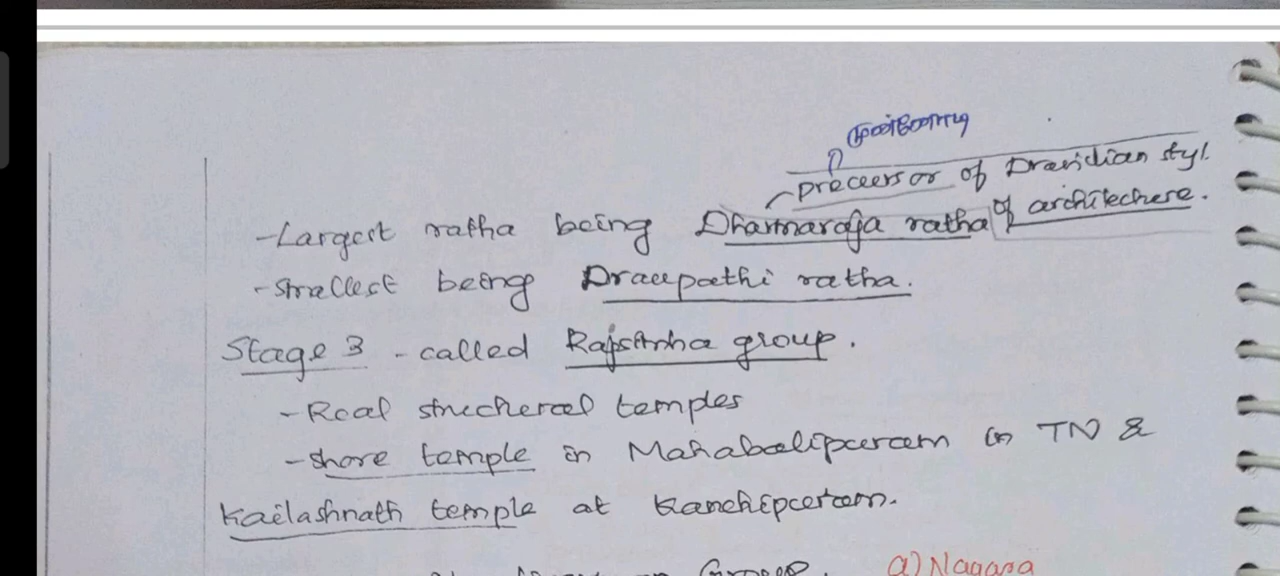 முன்னோடி
precursor of Dravidian styl.
-Largest ratha being Dharmaraja ratha of architechure.
-Smallest being Draupathi ratha.
Stage 3 - called Rajsimha group.
-Real structural temples
-shore temple in Mahabalipuram in TN &
Kailashnath temple at Kanchipuram.
Group. a) Nagara